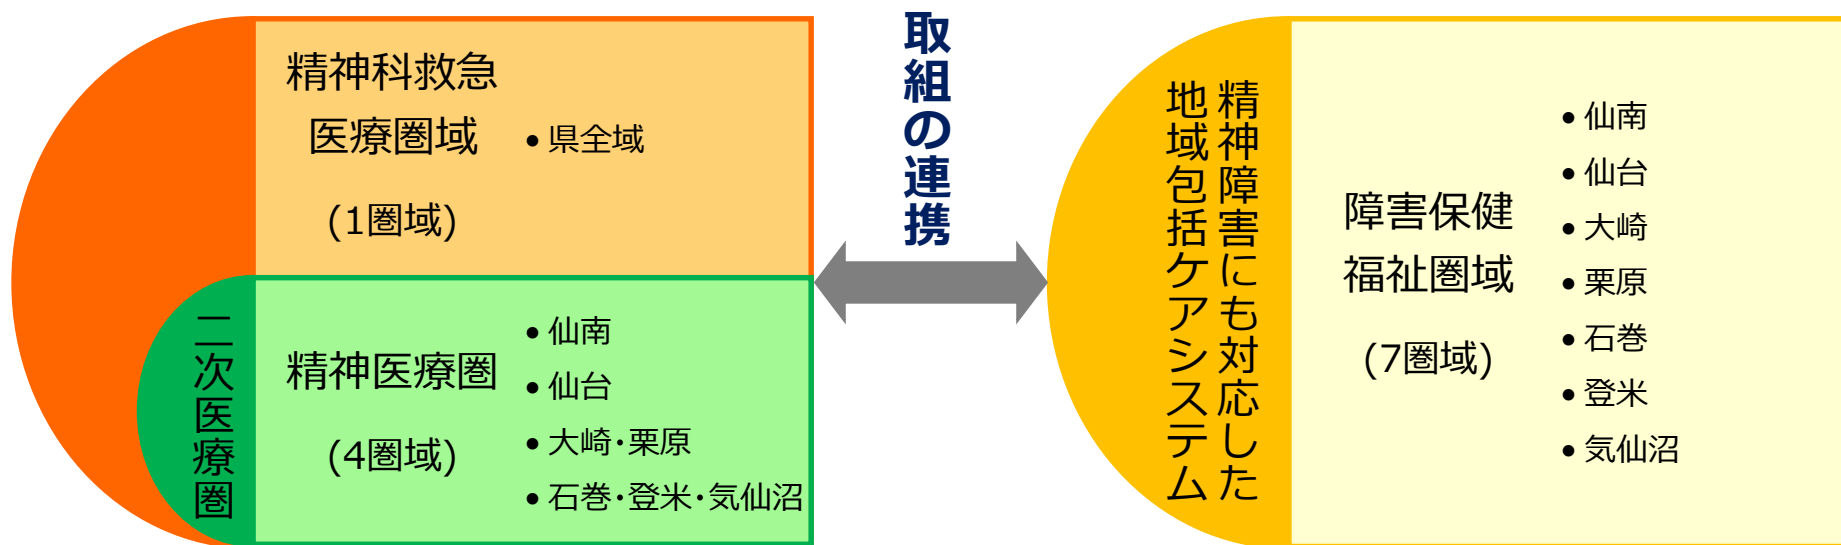 精神科救急
医療圏域
(1圏域)
• 県全域
二次医療圏
精神医療圏
(4圏域)
• 仙南
• 仙台
• 大崎・栗原
• 石巻・登米・気仙沼
取組の連携
精神障害にも対応した
地域包括ケアシステム
障害保健
福祉圏域
(7圏域)
• 仙南
• 仙台
• 大崎
• 栗原
• 石巻
• 登米
• 気仙沼